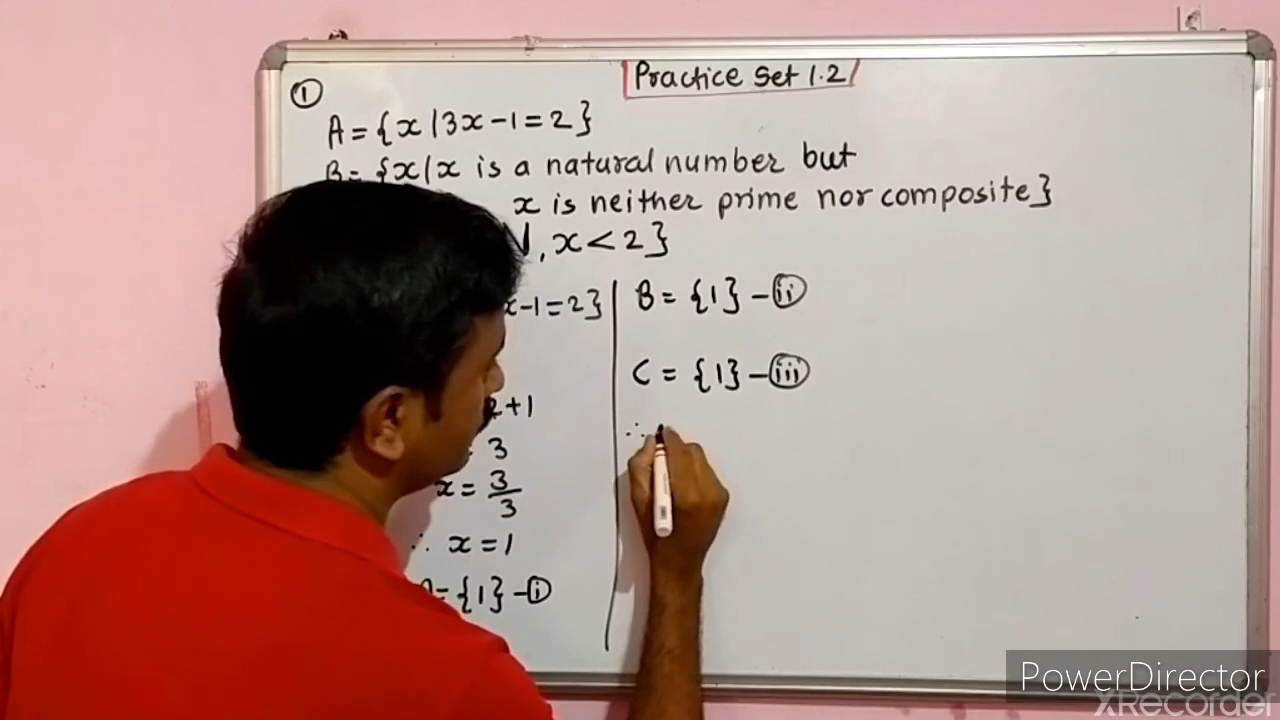 Practice Set 1.2
①
A = {x | 3x - 1 = 2}
B = {x | x is a natural number but
x is neither prime nor composite}
, x < 2}
x - 1 = 2}
2 + 1
3
x = 3/3
∴ x = 1
= {1} - ⓘ
B = {1} - ⓘⓘ
C = {1} - ⓘⓘⓘ
∴
PowerDirector
XRecorder